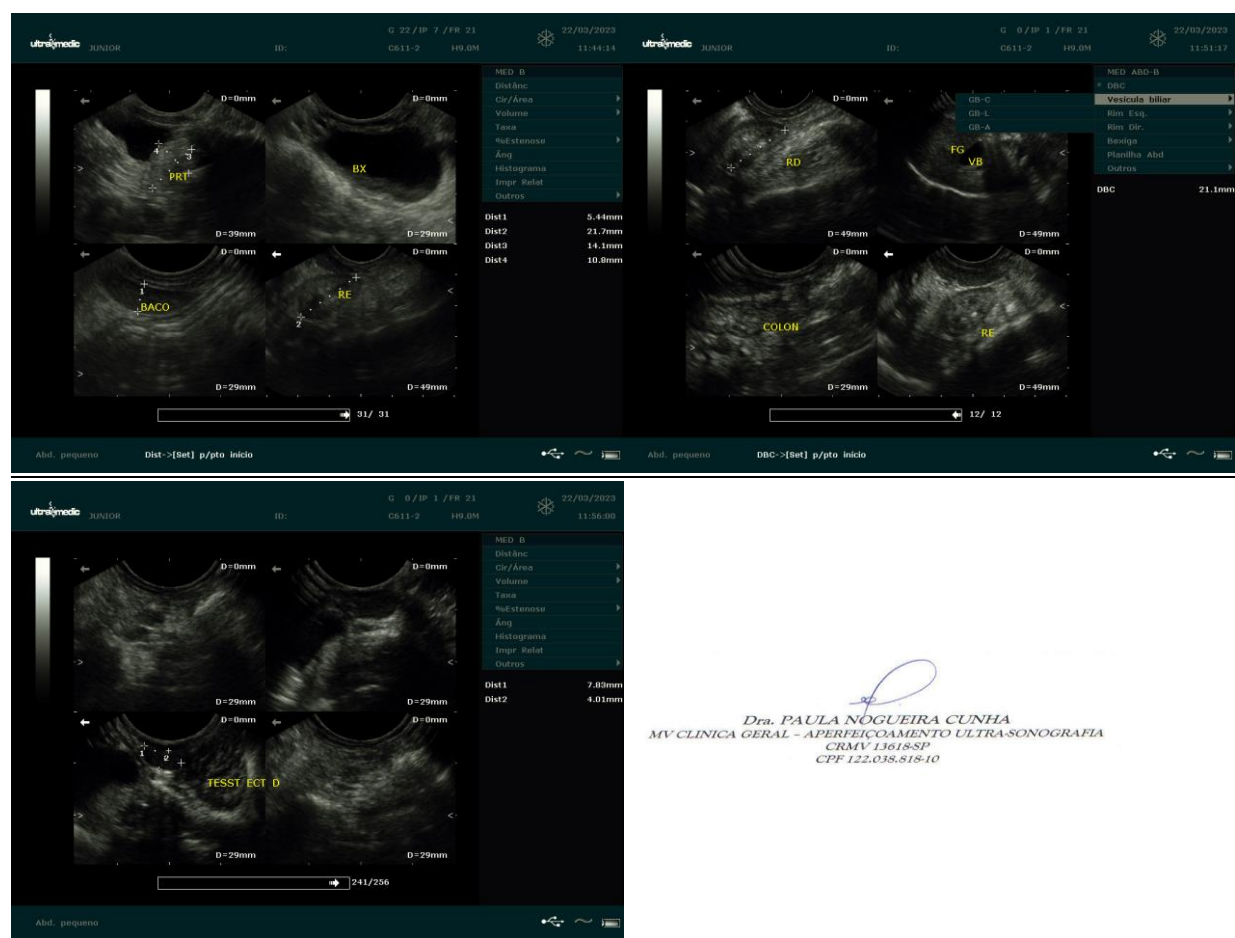 ultramedic JUNIOR ID: G 22/IP 7 /FR 21 22/03/2023
C611-2 H9.0M 11:44:14
MED B
Distânc
Cir/Área
Volume
Taxa
%Estenose
Âng
Histograma
Impr Relat
Outros
Dist1 5.44mm
Dist2 21.7mm
Dist3 14.1mm
Dist4 10.8mm
D=0mm D=0mm
4 3
PRT BX
D=39mm D=29mm
D=0mm D=0mm
1
BACO RE
2
D=29mm D=49mm
31/ 31
Abd. pequeno Dist->[Set] p/pto início
ultramedic JUNIOR ID: G 0/IP 1 /FR 21 22/03/2023
C611-2 H9.0M 11:51:17
MED ABD-B
DBC
Vesícula biliar
Rim Esq.
Rim Dir.
Bexiga
Planilha Abd
Outros
GB-C
GB-L
GB-A
DBC 21.1mm
D=0mm
RD FG
VB
D=49mm D=49mm
D=0mm D=0mm
COLON RE
D=29mm D=49mm
12/ 12
Abd. pequeno DBC->[Set] p/pto início
ultramedic JUNIOR ID: G 0/IP 1 /FR 21 22/03/2023
C611-2 H9.0M 11:56:00
MED B
Distânc
Cir/Área
Volume
Taxa
%Estenose
Âng
Histograma
Impr Relat
Outros
Dist1 7.83mm
Dist2 4.01mm
D=0mm D=0mm
D=29mm D=29mm
D=0mm D=0mm
1 2
TESST ECT D
D=29mm D=29mm
241/256
Abd. pequeno
Dra. PAULA NOGUEIRA CUNHA
MV CLINICA GERAL – APERFEIÇOAMENTO ULTRA-SONOGRAFIA
CRMV 13618-SP
CPF 122.038.818-10